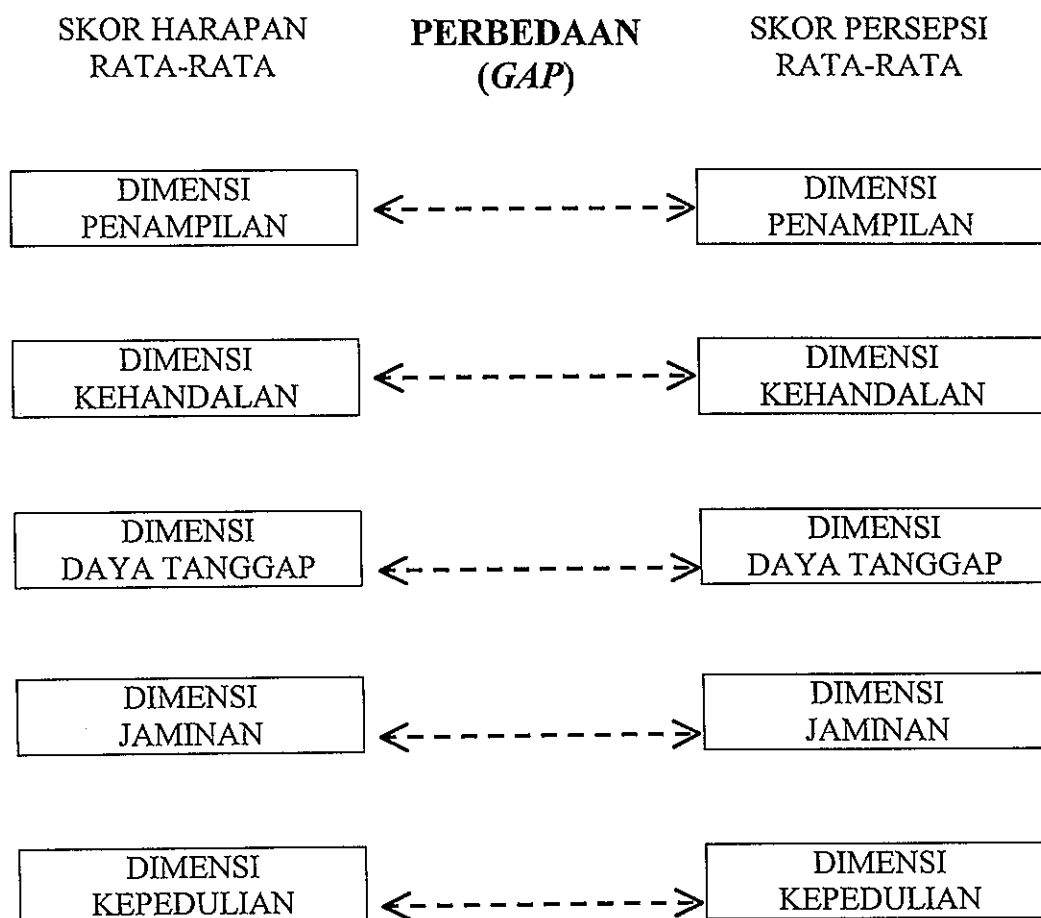 SKOR HARAPAN
RATA-RATA
PERBEDAAN
(GAP)
SKOR PERSEPSI
RATA-RATA
DIMENSI
PENAMPILAN
DIMENSI
PENAMPILAN
DIMENSI
KEHANDALAN
DIMENSI
KEHANDALAN
DIMENSI
DAYA TANGGAP
DIMENSI
DAYA TANGGAP
DIMENSI
JAMINAN
DIMENSI
JAMINAN
DIMENSI
KEPEDULIAN
DIMENSI
KEPEDULIAN